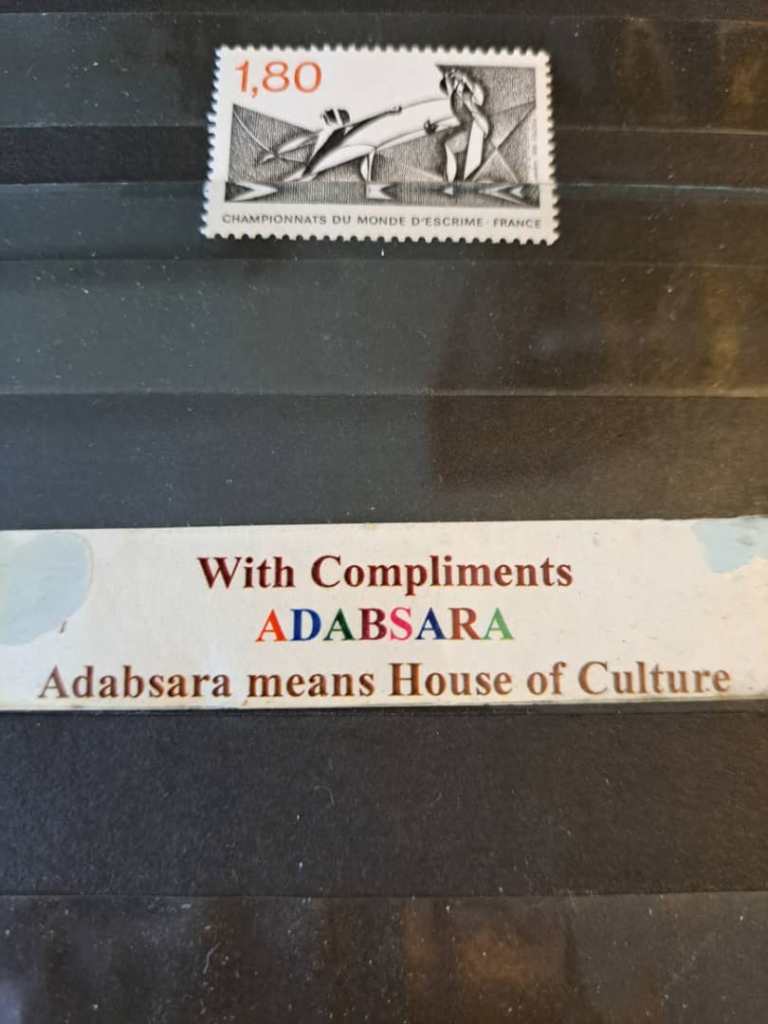 1,80
CHAMPIONNATS DU MONDE D'ESCRIME · FRANCE
With Compliments
ADABSARA
Adabsara means House of Culture